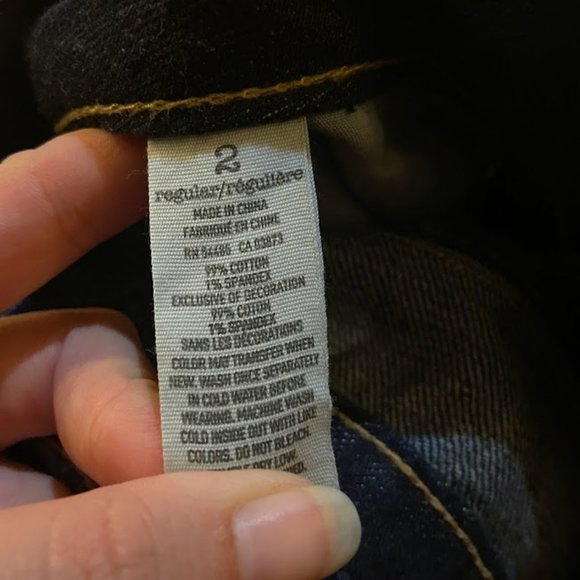 2
regular/régulière
MADE IN CHINA
FABRIQUÉ EN CHINE
RN 54485 CA 03873
99% COTTON
1% SPANDEX
EXCLUSIVE OF DECORATION
99% COTON
1% SPANDEX
SANS LES DÉCORATIONS
COLOR MAY TRANSFER WHEN
NEW. WASH ONCE SEPARATELY
IN COLD WATER BEFORE
WEARING. MACHINE WASH
COLD INSIDE OUT WITH LIKE
COLORS. DO NOT BLEACH.
DRY LOW.